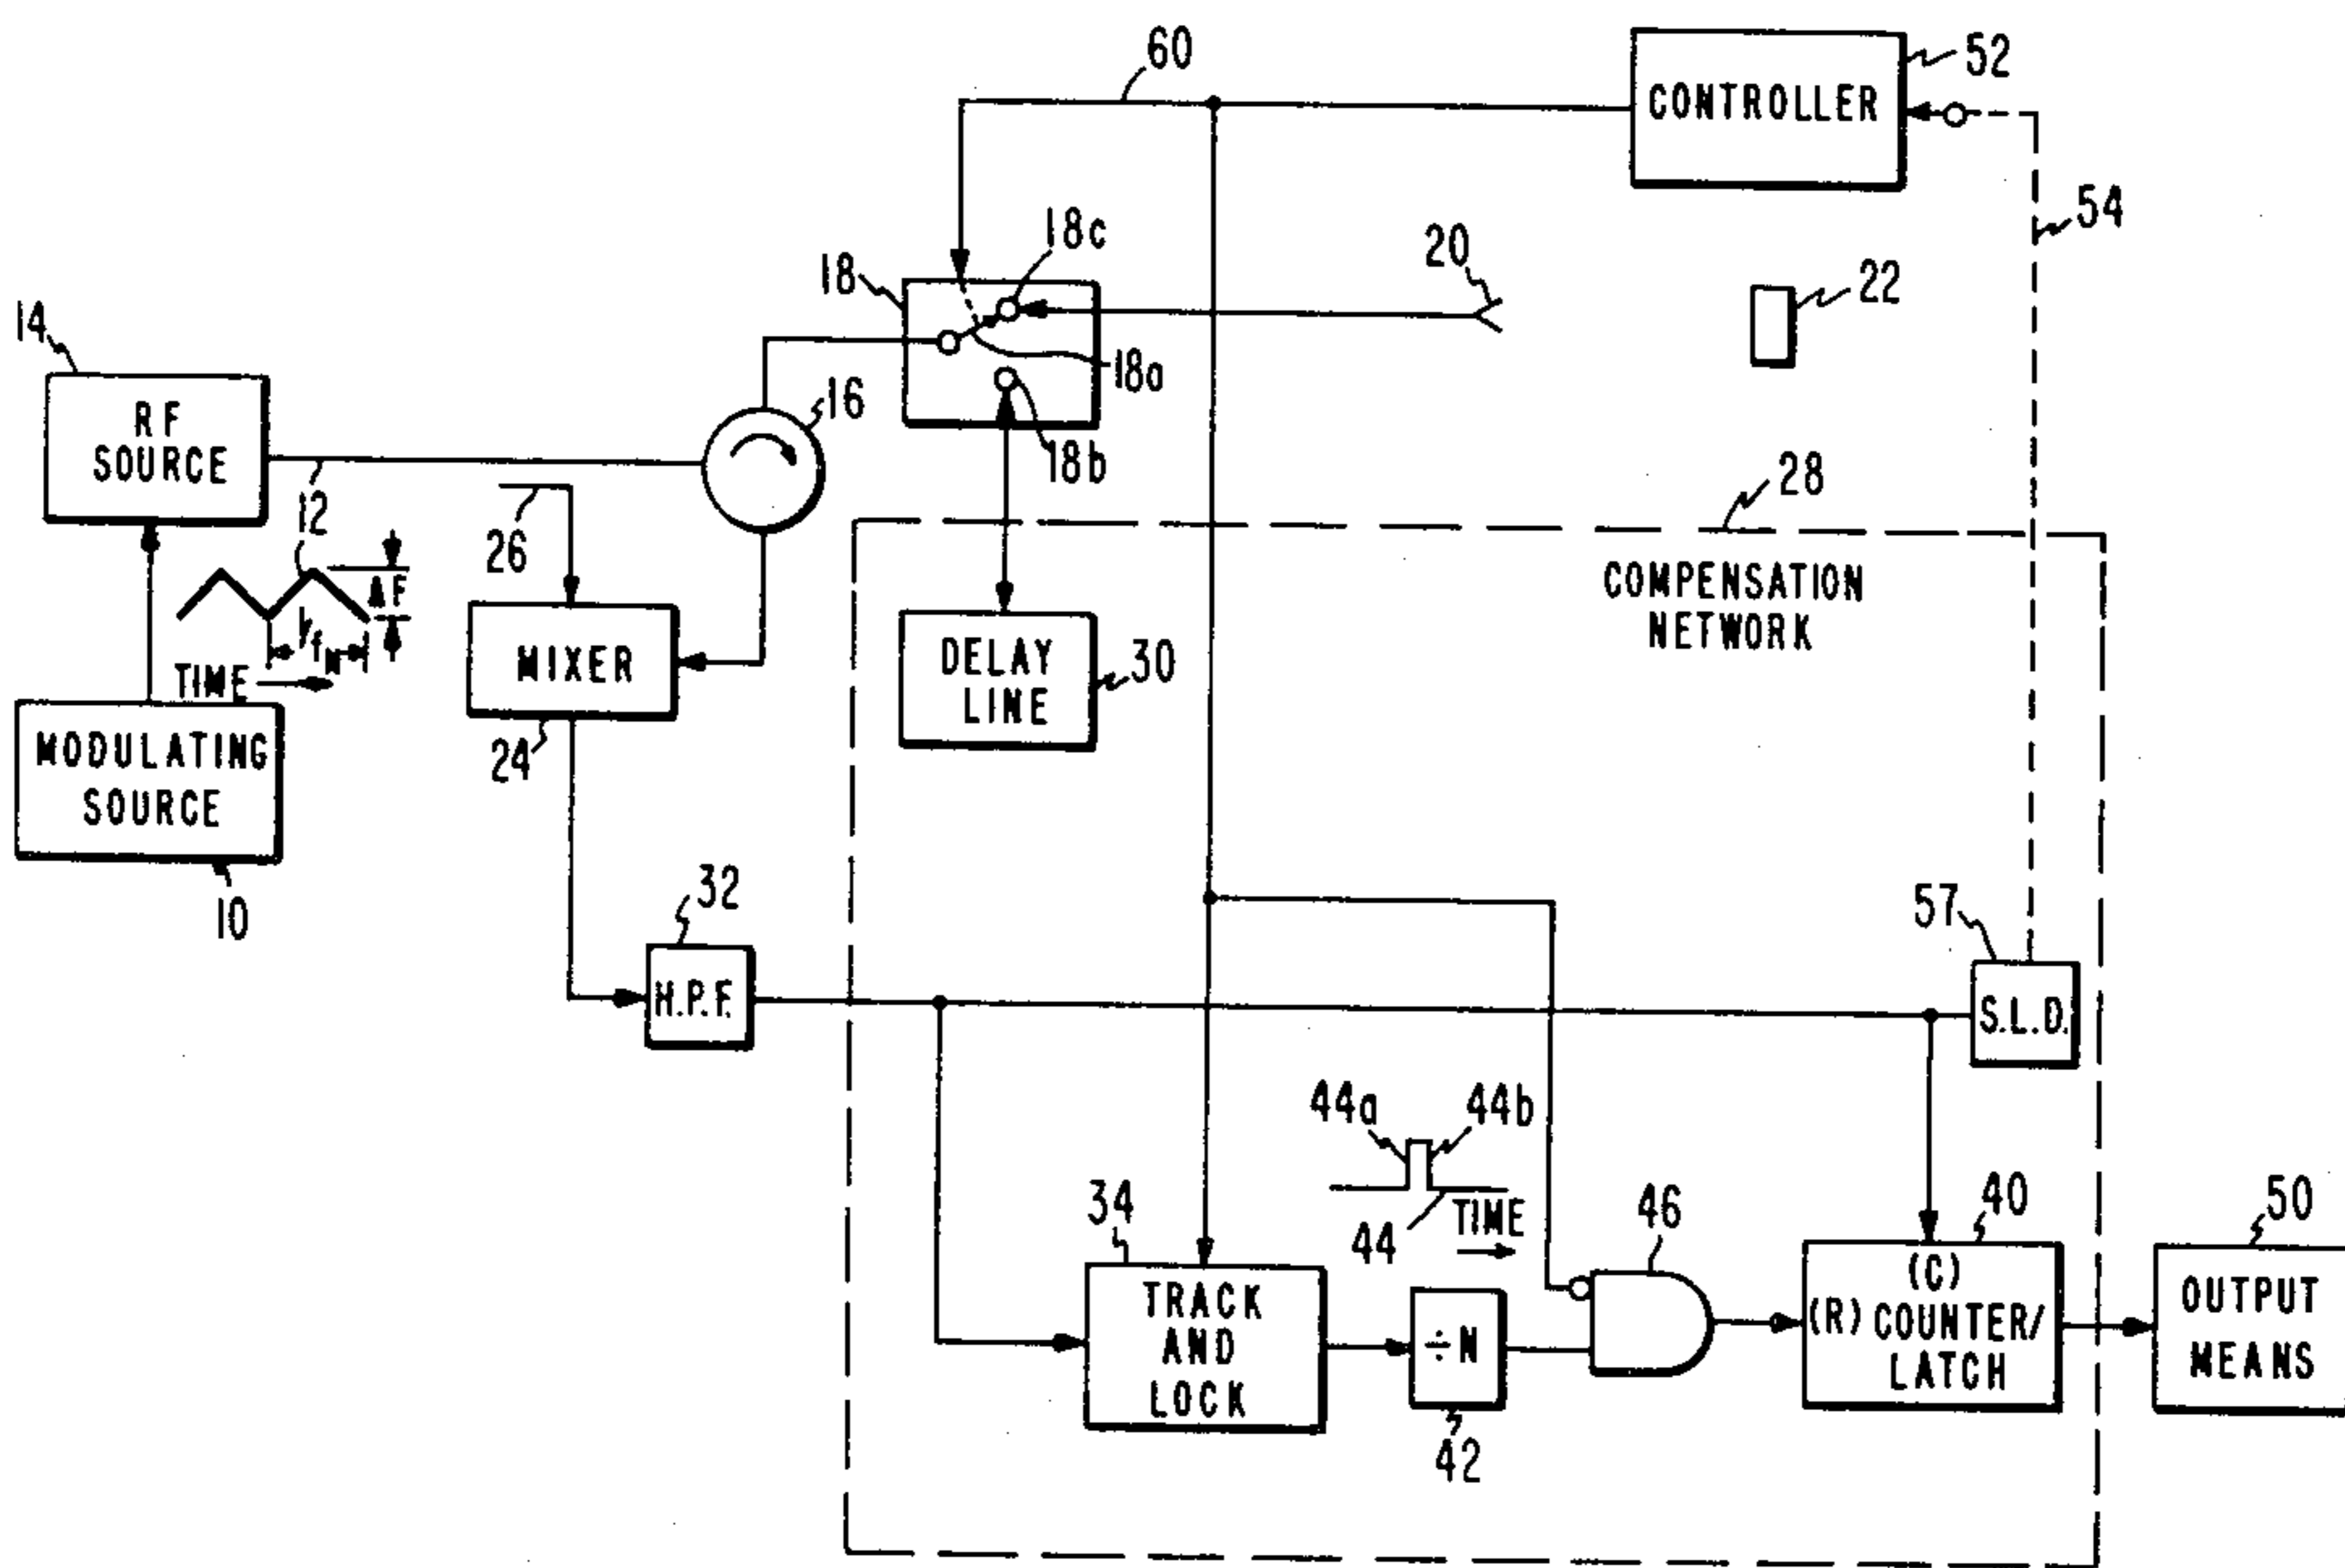 60
CONTROLLER
52
54
18
18c
20
22
14
RF
SOURCE
18a
16
18b
28
12
26
ΔF
1/fM
TIME
COMPENSATION
NETWORK
MIXER
DELAY
LINE
30
MODULATING
SOURCE
24
10
32
H.P.F.
57
S.L.D.
44a
44b
34
44
TIME
46
40
50
TRACK
AND
LOCK
÷N
42
(C)
(R) COUNTER/
LATCH
OUTPUT
MEANS